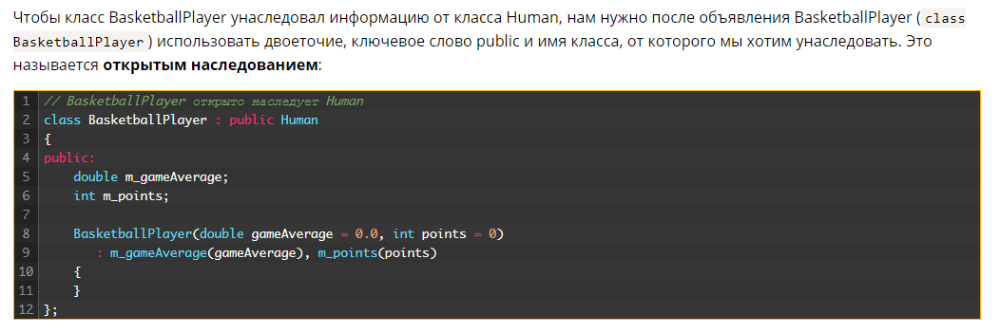 Чтобы класс BasketballPlayer унаследовал информацию от класса Human, нам нужно после объявления BasketballPlayer ( class
BasketballPlayer ) использовать двоеточие, ключевое слово public и имя класса, от которого мы хотим унаследовать. Это
называется открытым наследованием:
1 // BasketballPlayer открыто наследует Human
2 class BasketballPlayer : public Human
3 {
4 public:
5     double m_gameAverage;
6     int m_points;
7
8     BasketballPlayer(double gameAverage = 0.0, int points = 0)
9        : m_gameAverage(gameAverage), m_points(points)
10     {
11     }
12 };